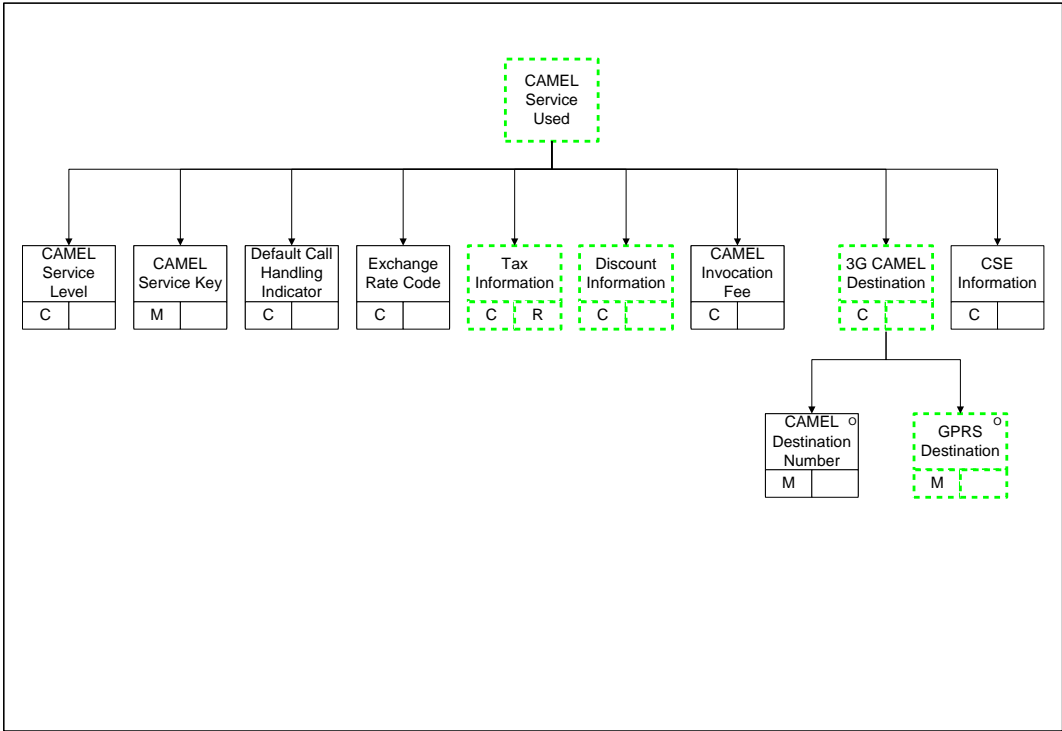 CAMEL
Service
Used
CAMEL
Service
Level
C
CAMEL
Service Key
M
Default Call
Handling
Indicator
C
Exchange
Rate Code
C
Tax
Information
C R
Discount
Information
C
CAMEL
Invocation
Fee
C
3G CAMEL
Destination
C
CSE
Information
C
CAMEL O
Destination
Number
M
GPRS O
Destination
M